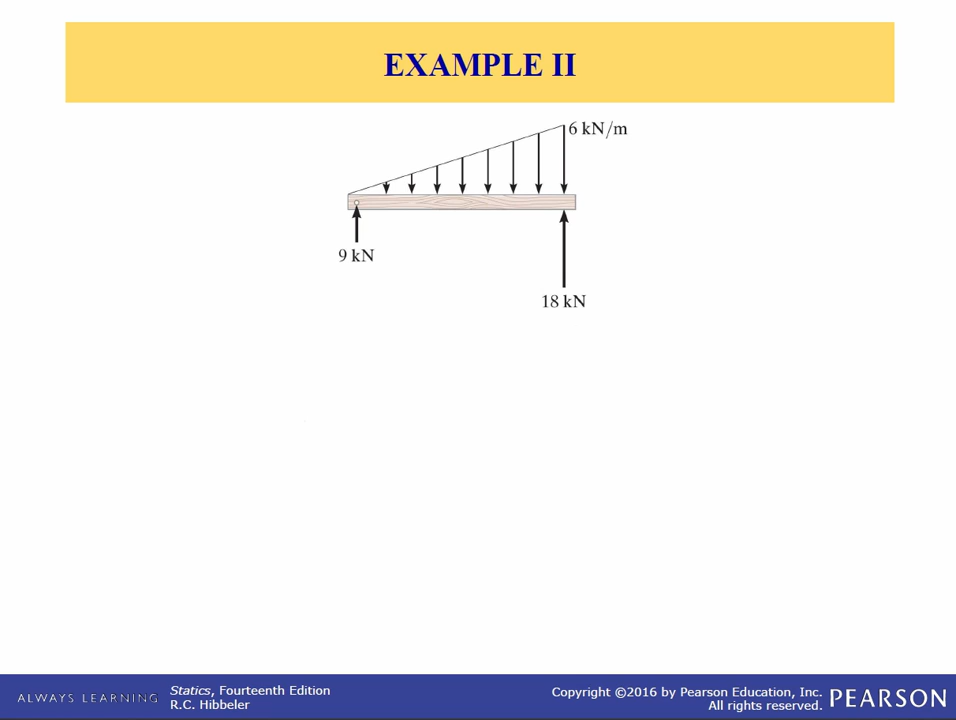 EXAMPLE II
6 kN/m
9 kN
18 kN
ALWAYS LEARNING
Statics, Fourteenth Edition
R.C. Hibbeler
Copyright ©2016 by Pearson Education, Inc.
All rights reserved.
PEARSON